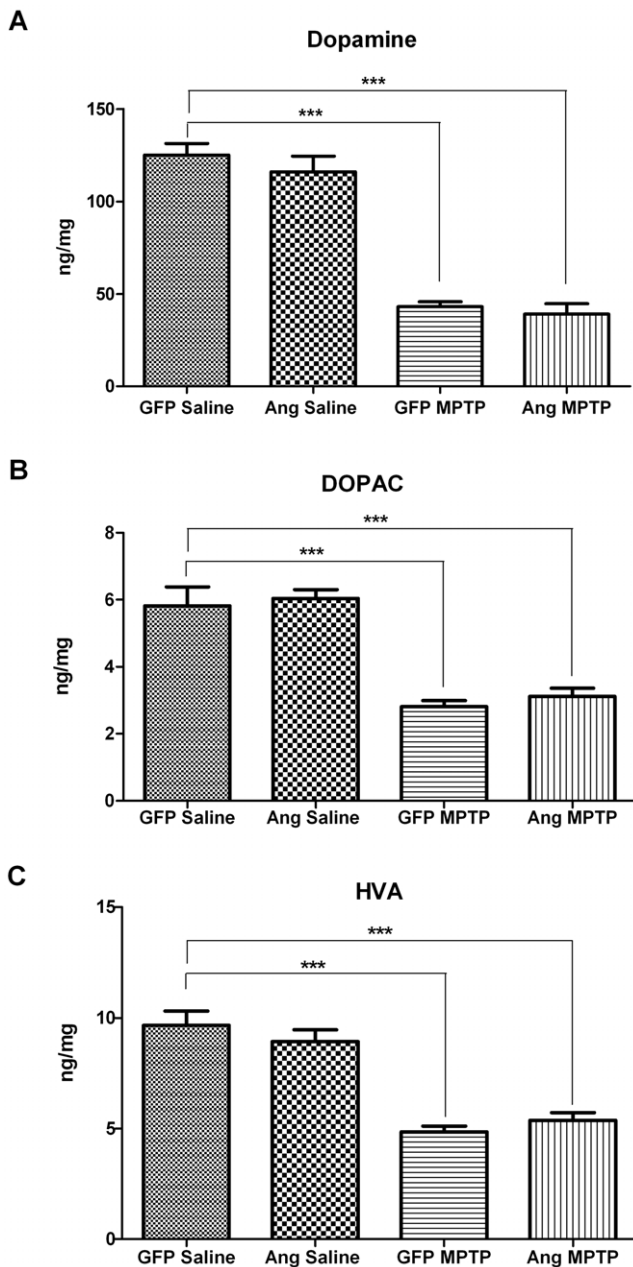 A
Dopamine
***
***
150
100
50
0
ng/mg
GFP Saline Ang Saline GFP MPTP Ang MPTP
B
DOPAC
***
***
8
6
4
2
0
ng/mg
GFP Saline Ang Saline GFP MPTP Ang MPTP
C
HVA
***
***
15
10
5
0
ng/mg
GFP Saline Ang Saline GFP MPTP Ang MPTP